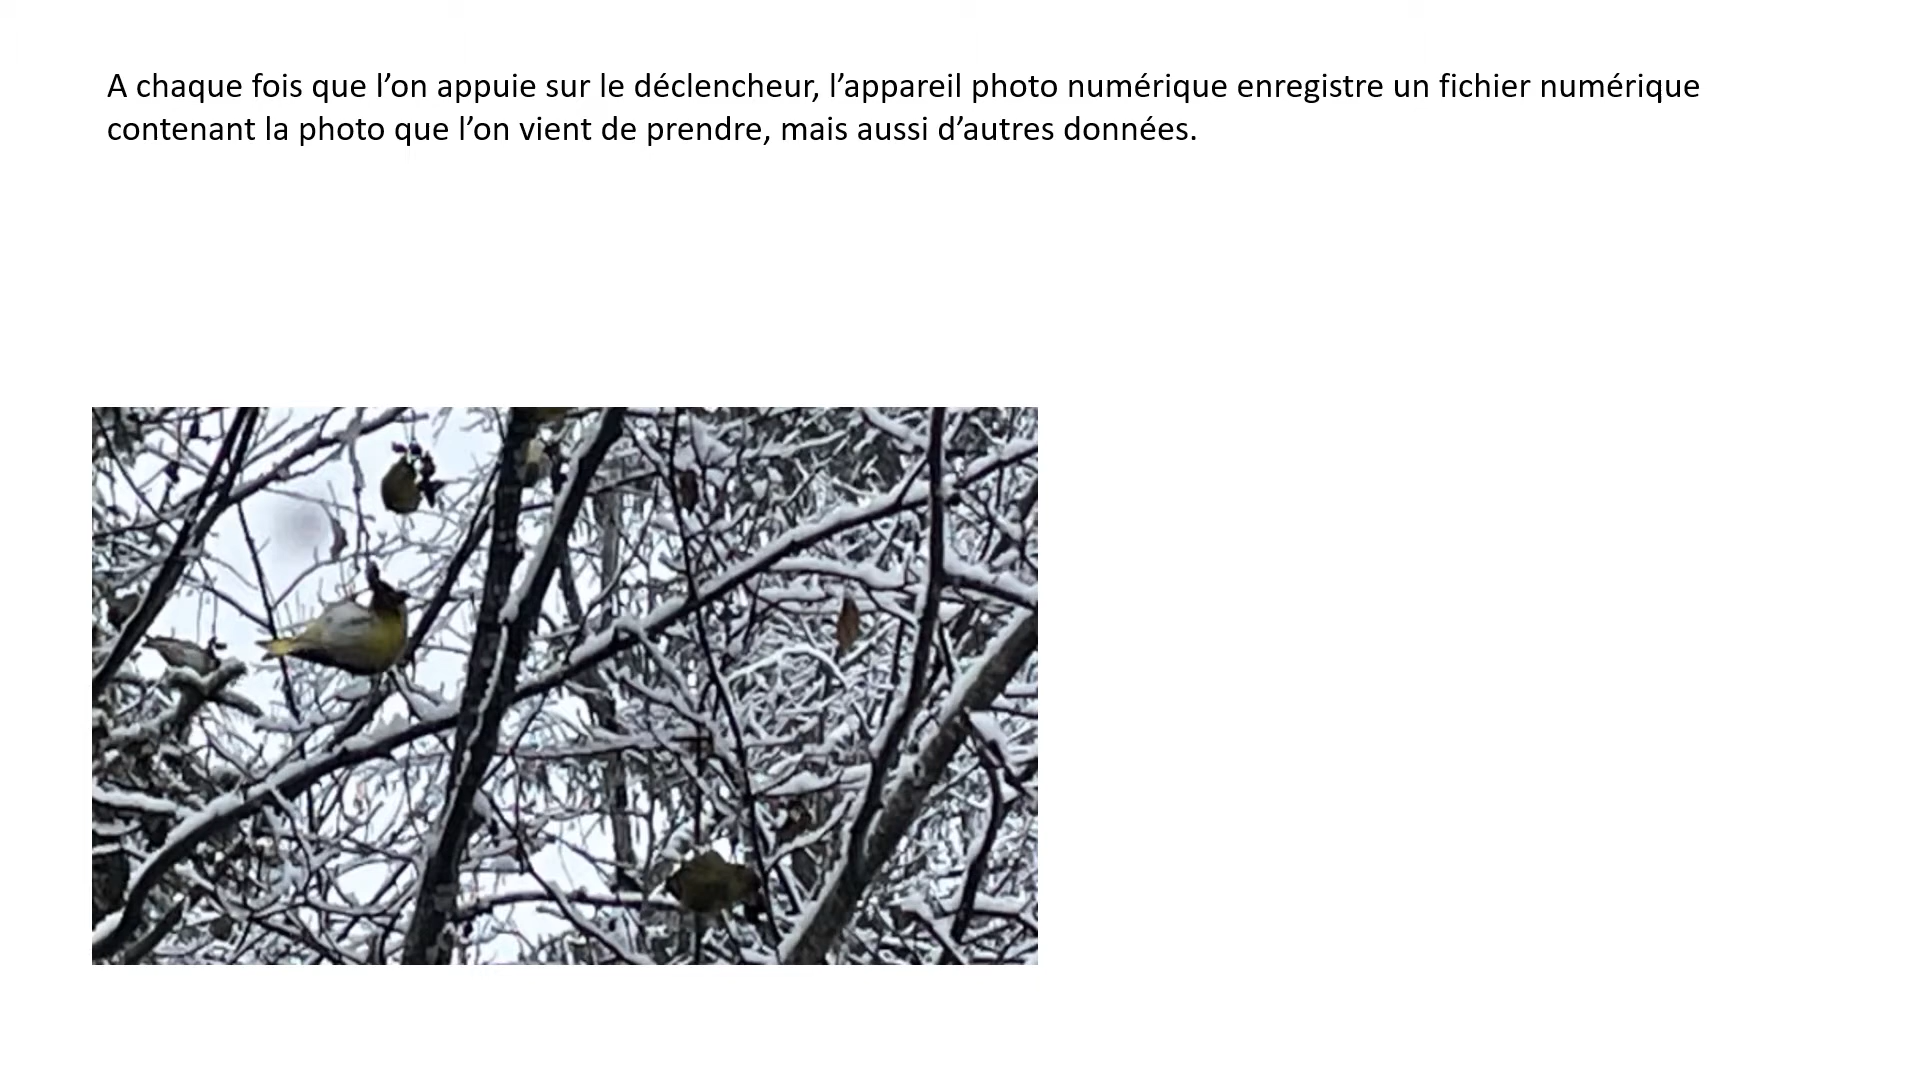 A chaque fois que l’on appuie sur le déclencheur, l’appareil photo numérique enregistre un fichier numérique
contenant la photo que l’on vient de prendre, mais aussi d’autres données.